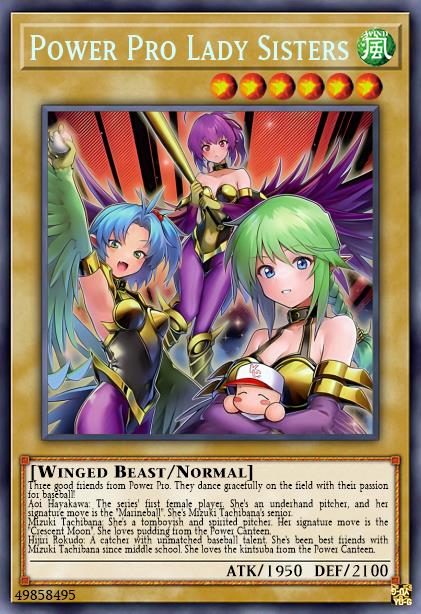 Power Pro Lady Sisters
WIND
風
[Winged Beast/Normal]
Three good friends from Power Pro. They dance gracefully on the field with their passion
for baseball!
Aoi Hayakawa: The series' first female player. She's an underhand pitcher, and her
signature move is the "Marineball". She's Mizuki Tachibana's senior.
Mizuki Tachibana: She's a tomboyish and spirited pitcher. Her signature move is the
"Crescent Moon". She loves pudding from the Power Canteen.
Hijiri Rokudo: A catcher with unmatched baseball talent. She's been best friends with
Mizuki Tachibana since middle school. She loves the kintsuba from the Power Canteen.
ATK/1950 DEF/2100
49858495